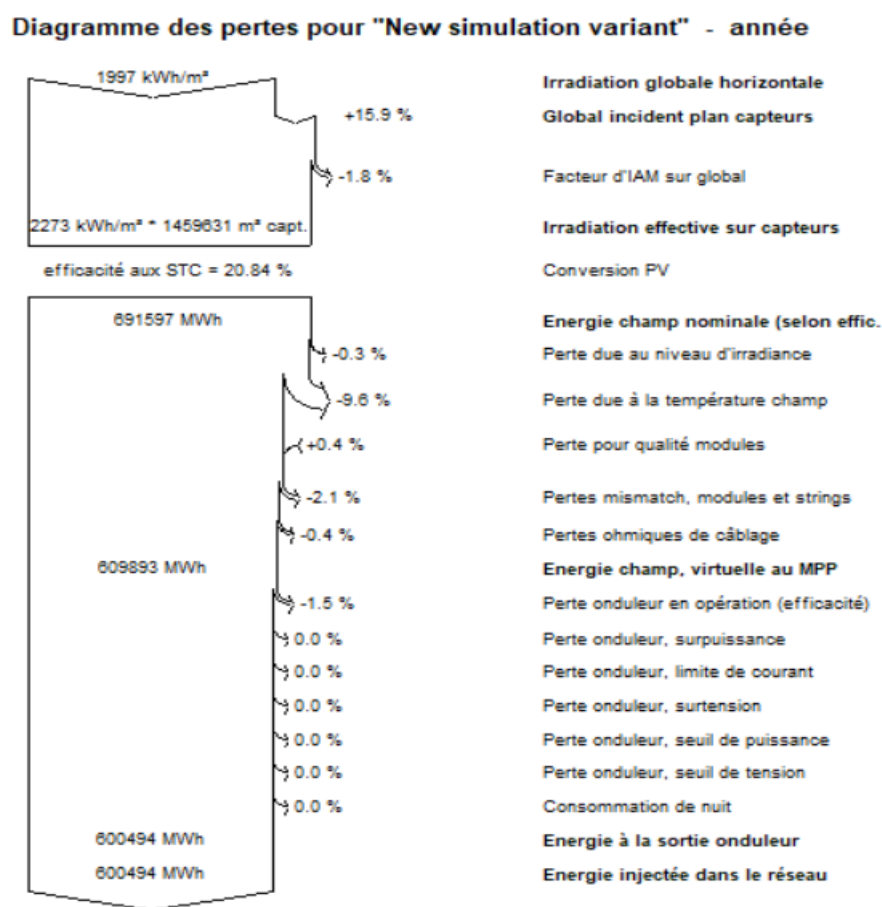 Diagramme des pertes pour "New simulation variant" - année
1997 kWh/m² Irradiation globale horizontale
+15.9 % Global incident plan capteurs
-1.8 % Facteur d'IAM sur global
2273 kWh/m² * 1459631 m² capt. Irradiation effective sur capteurs
efficacité aux STC = 20.84 % Conversion PV
691597 MWh Energie champ nominale (selon effic.
-0.3 % Perte due au niveau d'irradiance
-9.6 % Perte due à la température champ
+0.4 % Perte pour qualité modules
-2.1 % Pertes mismatch, modules et strings
-0.4 % Pertes ohmiques de câblage
609893 MWh Energie champ, virtuelle au MPP
-1.5 % Perte onduleur en opération (efficacité)
0.0 % Perte onduleur, surpuissance
0.0 % Perte onduleur, limite de courant
0.0 % Perte onduleur, surtension
0.0 % Perte onduleur, seuil de puissance
0.0 % Perte onduleur, seuil de tension
0.0 % Consommation de nuit
600494 MWh Energie à la sortie onduleur
600494 MWh Energie injectée dans le réseau